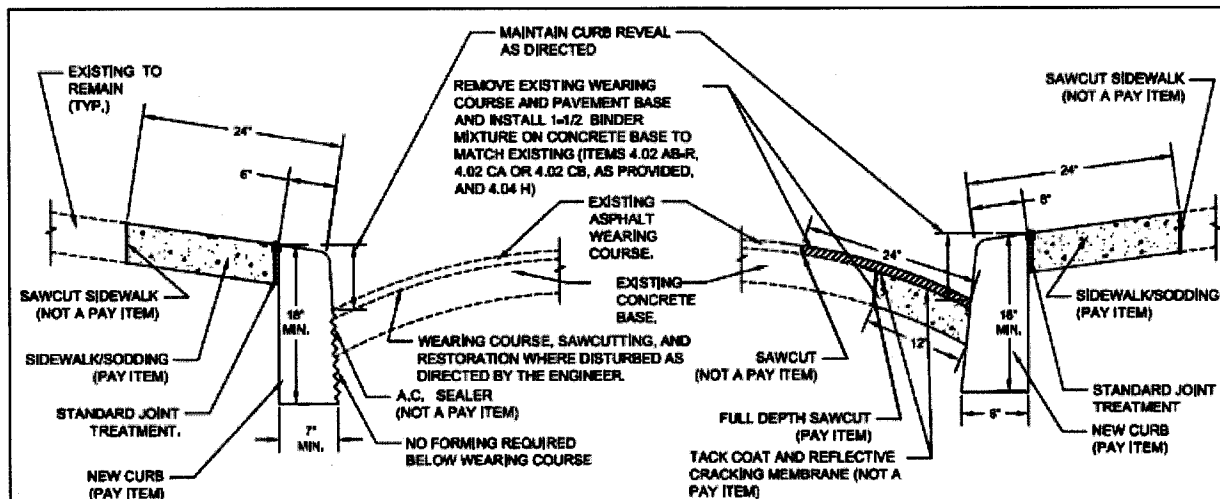 MAINTAIN CURB REVEAL
AS DIRECTED
EXISTING TO
REMAIN
(TYP.)
REMOVE EXISTING WEARING
COURSE AND PAVEMENT BASE
AND INSTALL 1-1/2 BINDER
MIXTURE ON CONCRETE BASE TO
MATCH EXISTING (ITEMS 4.02 AB-R,
4.02 CA OR 4.02 CB, AS PROVIDED,
AND 4.04 H)
SAWCUT SIDEWALK
(NOT A PAY ITEM)
24"
6"
24"
EXISTING
ASPHALT
WEARING
COURSE.
24"
EXISTING
CONCRETE
BASE.
SAWCUT SIDEWALK
(NOT A PAY ITEM)
18"
MIN.
SIDEWALK/SODDING
(PAY ITEM)
18"
MIN.
SIDEWALK/SODDING
(PAY ITEM)
WEARING COURSE, SAWCUTTING, AND
RESTORATION WHERE DISTURBED AS
DIRECTED BY THE ENGINEER.
12"
SAWCUT
(NOT A PAY ITEM)
A.C. SEALER
(NOT A PAY ITEM)
STANDARD JOINT
TREATMENT.
STANDARD JOINT
TREATMENT
7"
MIN.
8"
FULL DEPTH SAWCUT
(PAY ITEM)
NO FORMING REQUIRED
BELOW WEARING COURSE
NEW CURB
(PAY ITEM)
TACK COAT AND REFLECTIVE
CRACKING MEMBRANE (NOT A
PAY ITEM)
NEW CURB
(PAY ITEM)